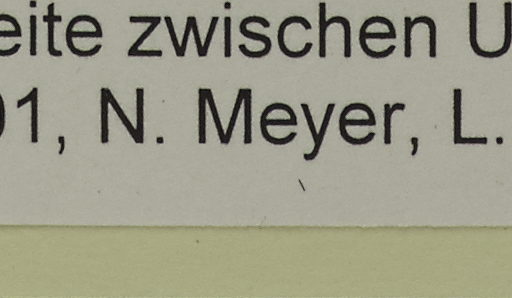 eite zwischen U
01, N. Meyer, L.